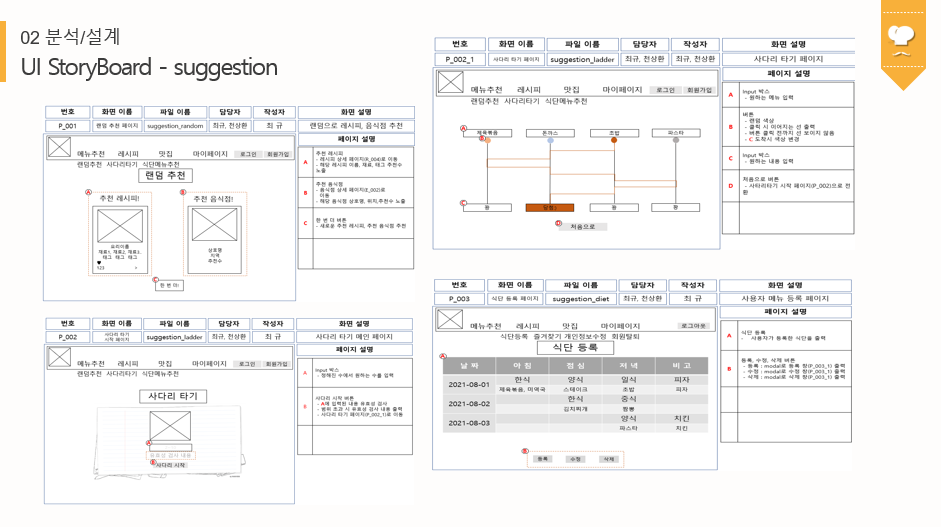 02 분석/설계
UI StoryBoard - suggestion
번호 화면 이름 파일 이름 담당자 작성자 화면 설명
P_001 랜덤 추천 페이지 suggestion_random 최규, 전상환 최 규 랜덤으로 레시피, 음식점 추천
페이지 설명
메뉴추천 레시피 맛집 마이페이지 로그인 회원가입
랜덤추천 사다리타기 식단메뉴추천
랜덤 추천
A 추천 레시피!
B 추천 음식점!
요리이름
재료1, 재료2, 재료3..
태그 태그 태그
♥
123
상호명
지역
추천수
C 한 번 더!
A 추천 레시피
- 레시피 상세 페이지(R_004)로 이동
- 해당 레시피 이름, 재료, 태그 추천수
노출
B 추천 음식점
- 음식점 상세 페이지(E_002)로
이동
- 해당 음식점 상호명, 위치,추천수 노출
C 한 번 더 버튼
- 새로운 추천 레시피, 추천 음식점 추천
번호 화면 이름 파일 이름 담당자 작성자 화면 설명
P_002 사다리 타기 시작 페이지 suggestion_ladder 최규, 전상환 최 규 사다리 타기 메인 페이지
페이지 설명
메뉴추천 레시피 맛집 마이페이지 로그인 회원가입
랜덤추천 사다리타기 식단메뉴추천
사다리 타기
A
유효성 검사 내용
B 사다리 시작
A Input 박스
- 정해진 수에서 원하는 수를 입력
B 사다리 시작 버튼
- A에 입력된 내용 유효성 검사
- 범위 초과 시 유효성 검사 내용 출력
- 사다리 타기 페이지(P_002_1)로 이동
번호 화면 이름 파일 이름 담당자 작성자 화면 설명
P_002_1 사다리 타기 페이지 suggestion_ladder 최규, 전상환 최규, 전상환 사다리 타기 페이지
페이지 설명
메뉴추천 레시피 맛집 마이페이지 로그인 회원가입
랜덤추천 사다리타기 식단메뉴추천
A 제육볶음 돈까스 초밥 파스타
B
C 꽝 당첨:) 꽝 꽝
D 처음으로
A Input 박스
- 원하는 메뉴 입력
B 버튼
- 랜덤 색상
- 클릭 시 이어지는 선 출력
- 버튼 클릭 전까지 선 보이지 않음
- C 도착시 색상 변경
C Input 박스
- 원하는 내용 입력
D 처음으로 버튼
- 사타리타기 시작 페이지(P_002)으로 전
환
번호 화면 이름 파일 이름 담당자 작성자 화면 설명
P_003 식단 등록 페이지 suggestion_diet 최규, 전상환 최 규 사용자 메뉴 등록 페이지
페이지 설명
메뉴추천 레시피 맛집 마이페이지 로그아웃
식단등록 즐겨찾기 개인정보수정 회원탈퇴
식단 등록
A
날 짜 아 침 점 심 저 녁 비 고
2021-08-01 한식 양식 일식 피자
제육볶음, 미역국 스테이크 초밥 피자
2021-08-02 한식 중식
김치찌개 짬뽕
2021-08-03 양식 치킨
파스타 치킨
B 등록 수정 삭제
A 식단 등록
- 사용자가 등록한 식단을 출력
B 등록, 수정, 삭제 버튼
- 등록 : modal로 등록 창(P_003_1) 출력
- 수정 : modal로 수정 창(P_003_1) 출력
- 삭제 : modal로 삭제 창(P_003_1) 출력